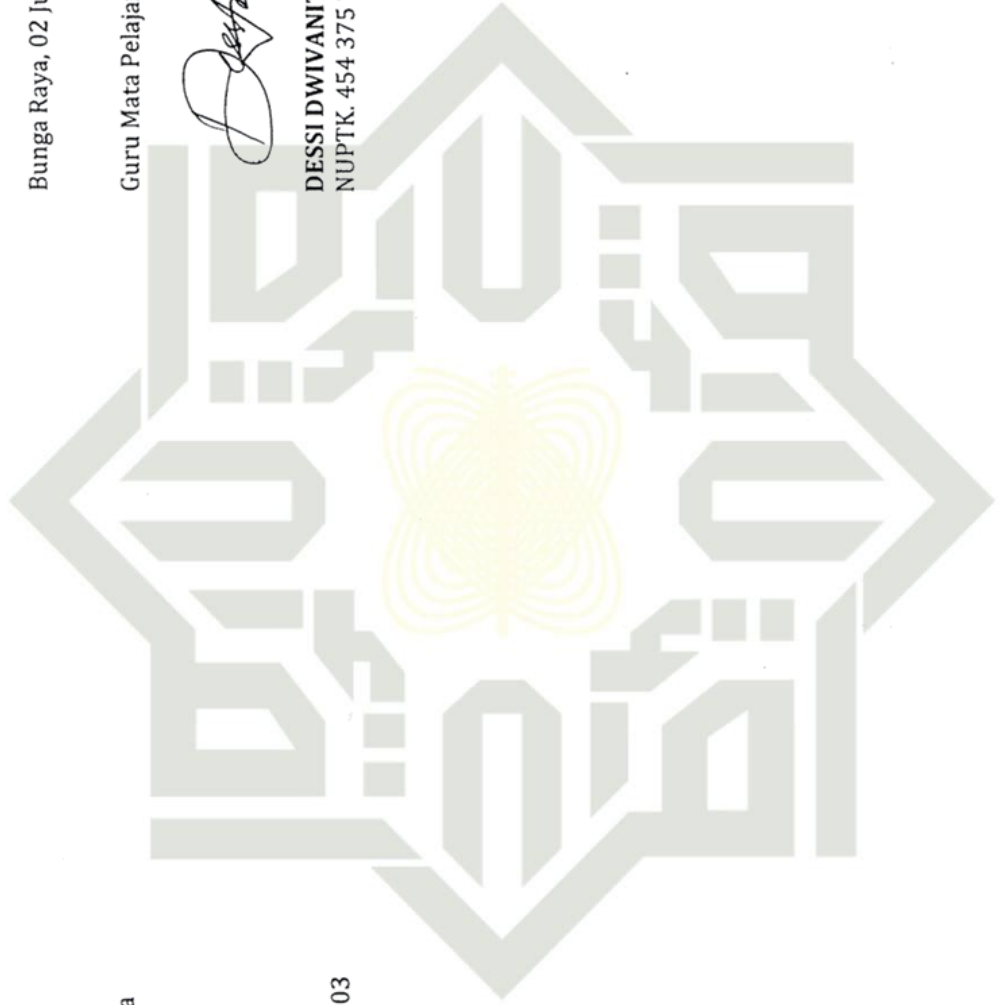 Bunga Raya, 02 Ju
Guru Mata Pelaja
DESSI DWIVANI
NUPTK. 454 375
a
03